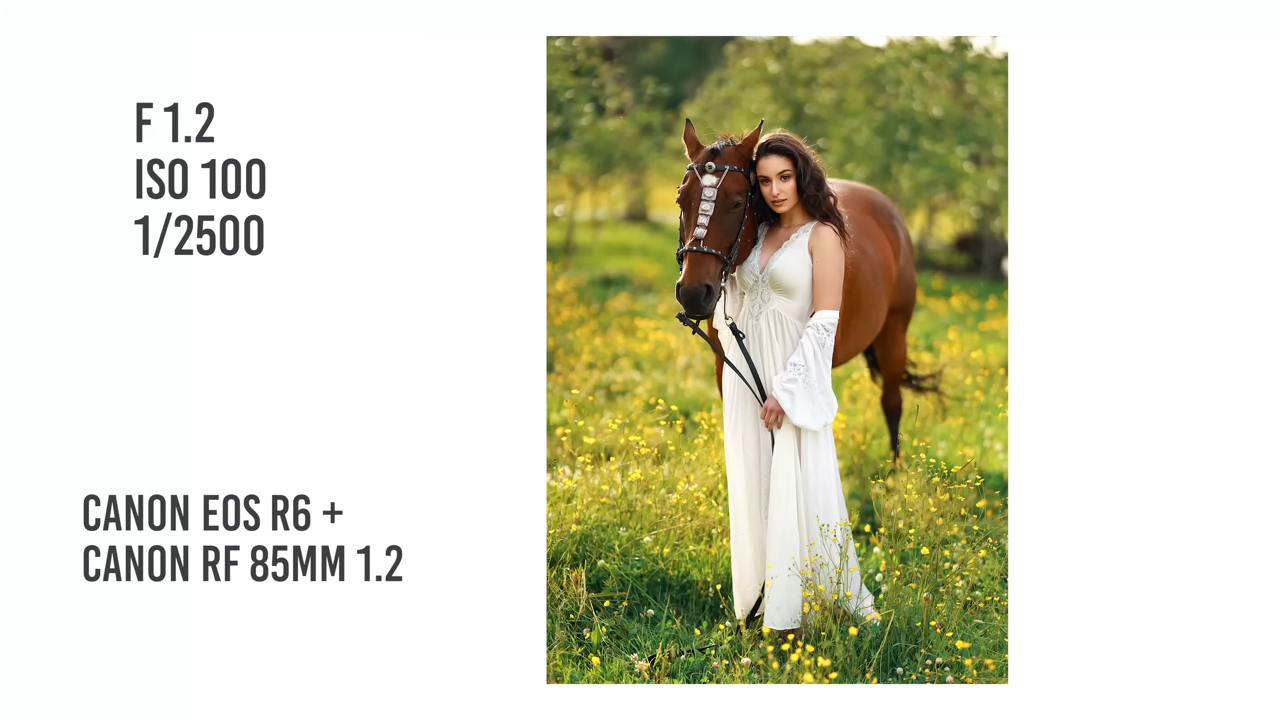 F 1.2
ISO 100
1/2500
CANON EOS R6 +
CANON RF 85MM 1.2